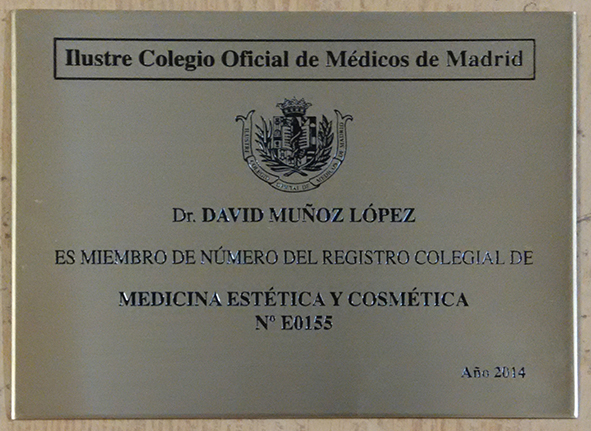 Ilustre Colegio Oficial de Médicos de Madrid
Dr. DAVID MUÑOZ LÓPEZ
ES MIEMBRO DE NÚMERO DEL REGISTRO COLEGIAL DE
MEDICINA ESTÉTICA Y COSMÉTICA
Nº E0155
Año 2014